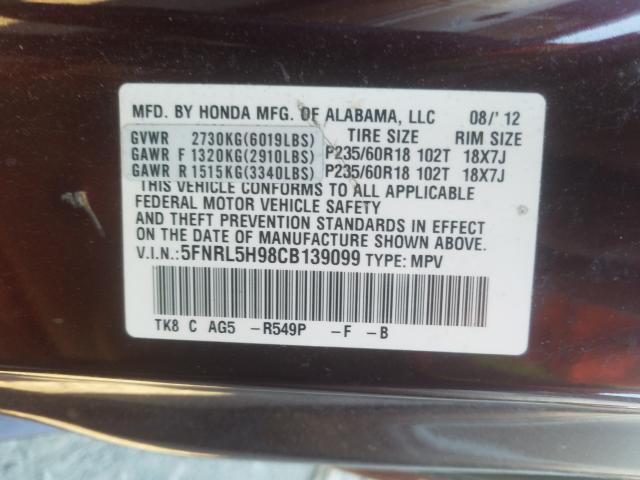 MFD. BY HONDA MFG. OF ALABAMA, LLC 08/'12
GVWR 2730KG(6019LBS) TIRE SIZE RIM SIZE
GAWR F 1320KG(2910LBS) P235/60R18 102T 18X7J
GAWR R 1515KG(3340LBS) P235/60R18 102T 18X7J
THIS VEHICLE CONFORMS TO ALL APPLICABLE
FEDERAL MOTOR VEHICLE SAFETY
AND THEFT PREVENTION STANDARDS IN EFFECT
ON THE DATE OF MANUFACTURE SHOWN ABOVE.
V.I.N.:5FNRL5H98CB139099 TYPE: MPV
TK8 C AG5 -R549P -F -B